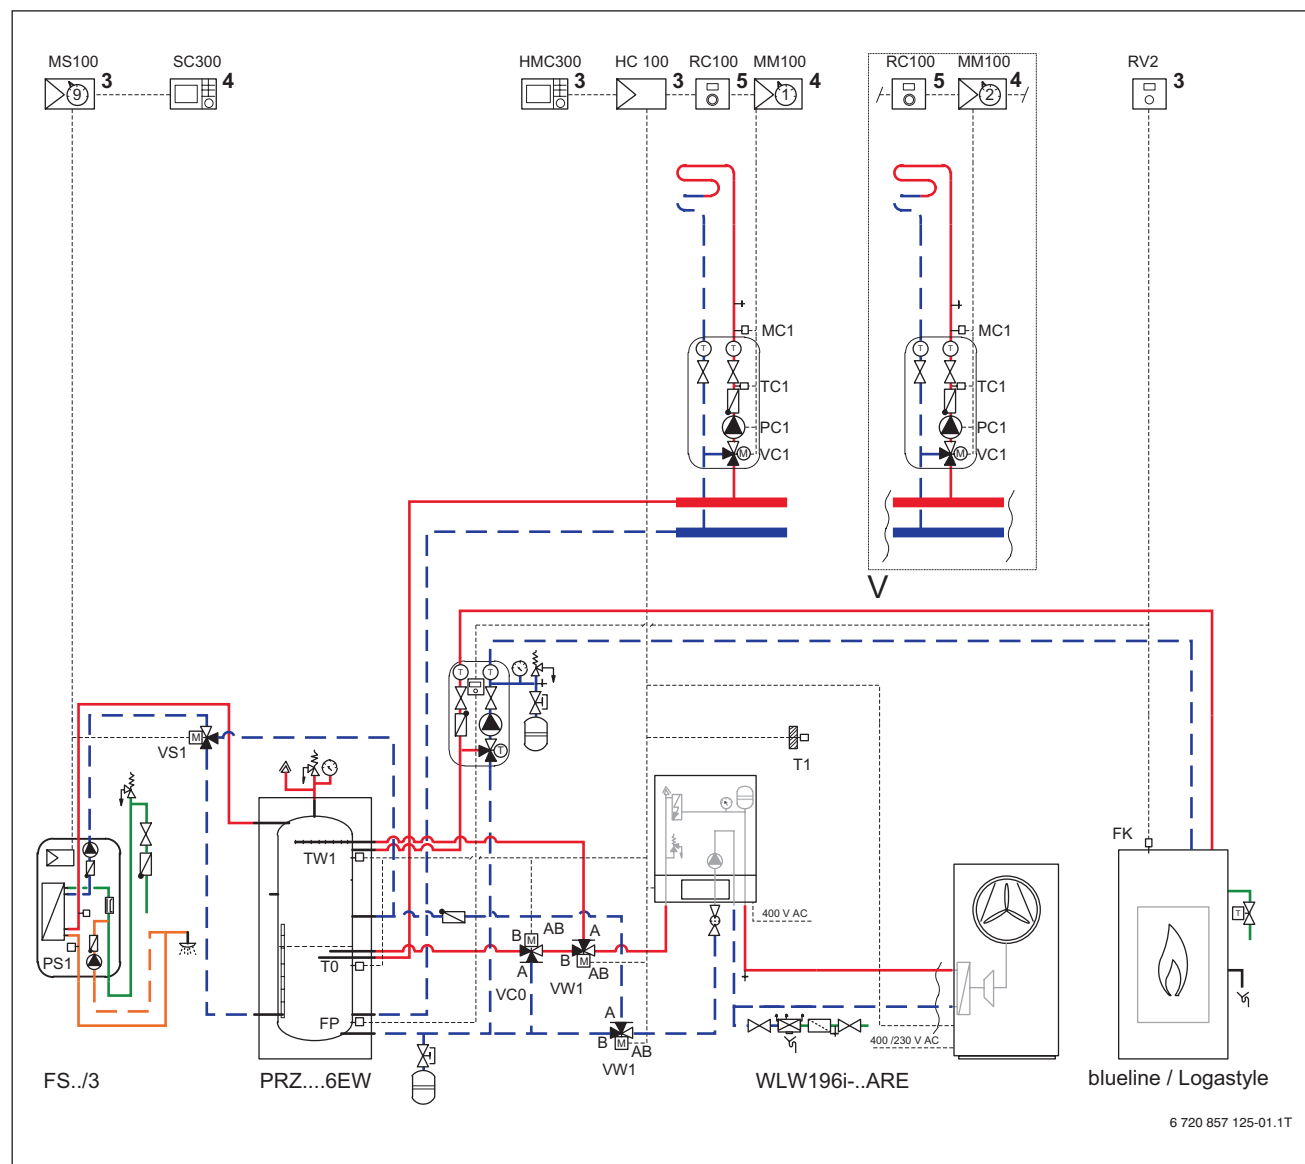 MS100 SC300 HMC300 HC 100 RC100 MM100 RC100 MM100 RV2
3 4 3 3 5 4 5 4 3
9 1 2
MC1 MC1
T T T T
TC1 TC1
PC1 PC1
M VC1 M VC1
V
T T
M
VS1
T
T1
FK
TW1
400 V AC
B AB A
M
T
PS1
T0
A B M AB
VC0 VW1
FP
A
B
M AB
400 /230 V AC
VW1
FS../3 PRZ....6EW WLW196i-..ARE blueline / Logastyle
6 720 857 125-01.1T